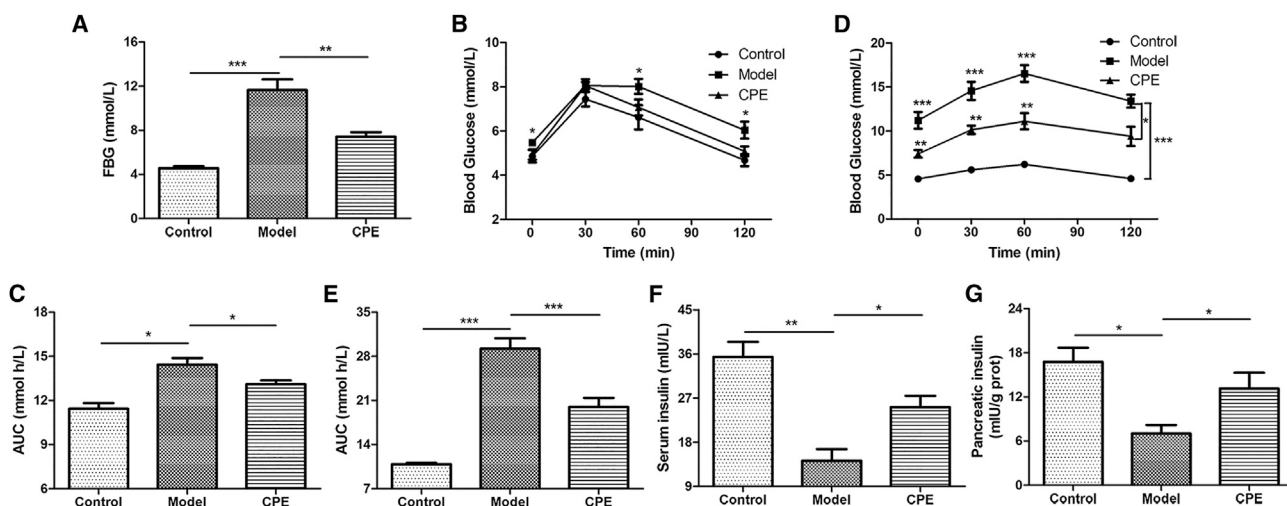 A
FBG (mmol/L)
16
12
8
4
0
***
**
Control
Model
CPE
B
Blood Glucose (mmol/L)
10
8
6
4
2
*
*
*
Control
Model
CPE
0
30
60
90
120
Time (min)
D
Blood Glucose (mmol/L)
20
15
10
5
0
***
***
***
**
**
**
*
***
Control
Model
CPE
0
30
60
90
120
Time (min)
C
AUC (mmol h/L)
18
15
12
9
6
*
*
Control
Model
CPE
E
AUC (mmol h/L)
35
28
21
14
7
***
***
Control
Model
CPE
F
Serum insulin (mIU/L)
45
36
27
18
9
**
*
Control
Model
CPE
G
Pancreatic insulin
(mIU/g prot)
24
18
12
6
0
*
*
Control
Model
CPE